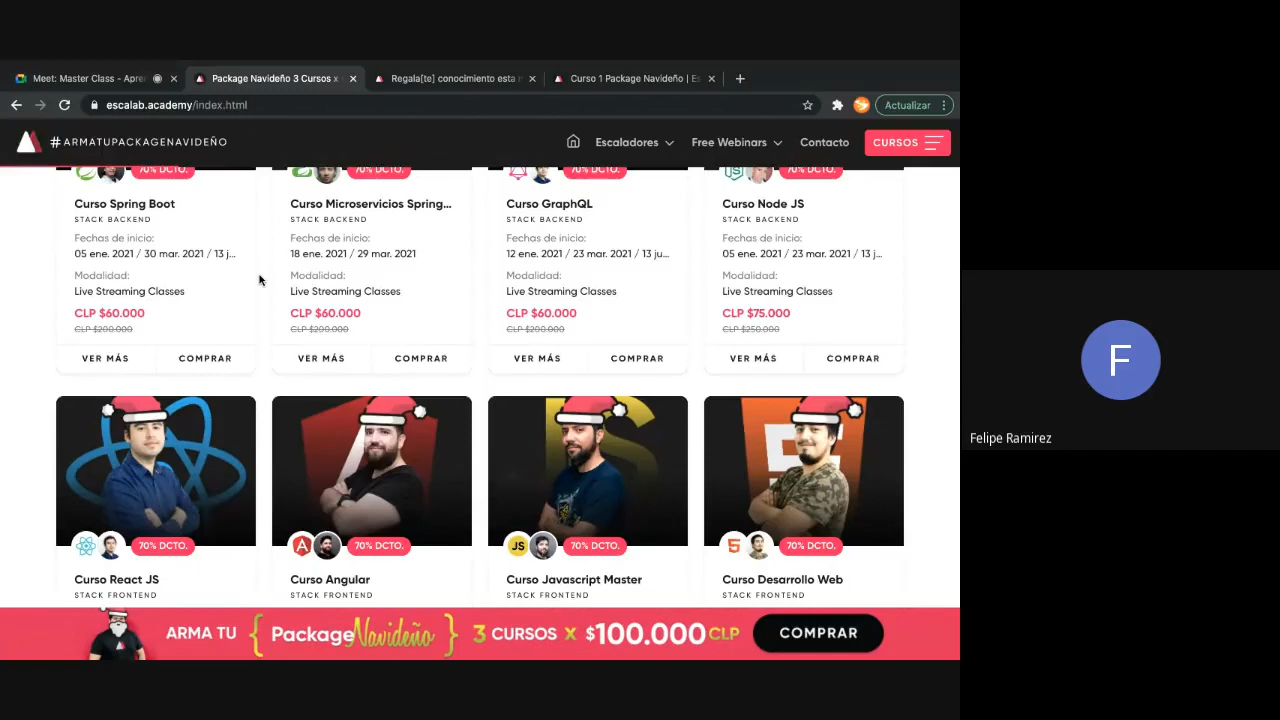 Meet: Master Class - Apre
Package Navideño 3 Cursos x
Regala[te] conocimiento esta n
Curso 1 Package Navideño | Es
escalab.academy/index.html
Actualizar
#ARMATUPACKAGENAVIDEÑO
Escaladores
Free Webinars
Contacto
CURSOS
70% DCTO.
70% DCTO.
70% DCTO.
70% DCTO.
Curso Spring Boot
STACK BACKEND
Fechas de inicio:
05 ene. 2021 / 30 mar. 2021 / 13 j...
Modalidad:
Live Streaming Classes
CLP $60.000
CLP $200.000
VER MÁS
COMPRAR
Curso Microservicios Spring...
STACK BACKEND
Fechas de inicio:
18 ene. 2021 / 29 mar. 2021
Modalidad:
Live Streaming Classes
CLP $60.000
CLP $200.000
VER MÁS
COMPRAR
Curso GraphQL
STACK BACKEND
Fechas de inicio:
12 ene. 2021 / 23 mar. 2021 / 13 ju...
Modalidad:
Live Streaming Classes
CLP $60.000
CLP $200.000
VER MÁS
COMPRAR
Curso Node JS
STACK BACKEND
Fechas de inicio:
05 ene. 2021 / 23 mar. 2021 / 13 j...
Modalidad:
Live Streaming Classes
CLP $75.000
CLP $250.000
VER MÁS
COMPRAR
70% DCTO.
Curso React JS
STACK FRONTEND
70% DCTO.
Curso Angular
STACK FRONTEND
JS
70% DCTO.
Curso Javascript Master
STACK FRONTEND
70% DCTO.
Curso Desarrollo Web
STACK FRONTEND
ARMA TU { Package Navideño } 3 CURSOS X $100.000 CLP
COMPRAR
F
Felipe Ramirez